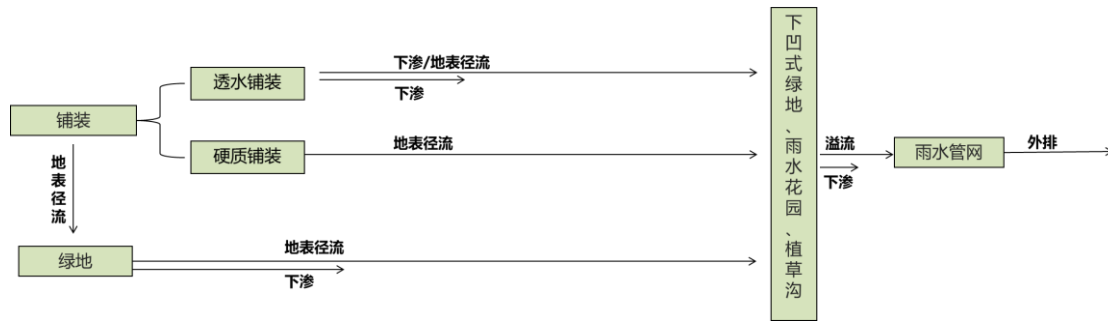 铺装
透水铺装
硬质铺装
地表径流
绿地
下渗/地表径流
下渗
地表径流
地表径流
下渗
下凹式绿地、雨水花园、植草沟
溢流
下渗
雨水管网
外排